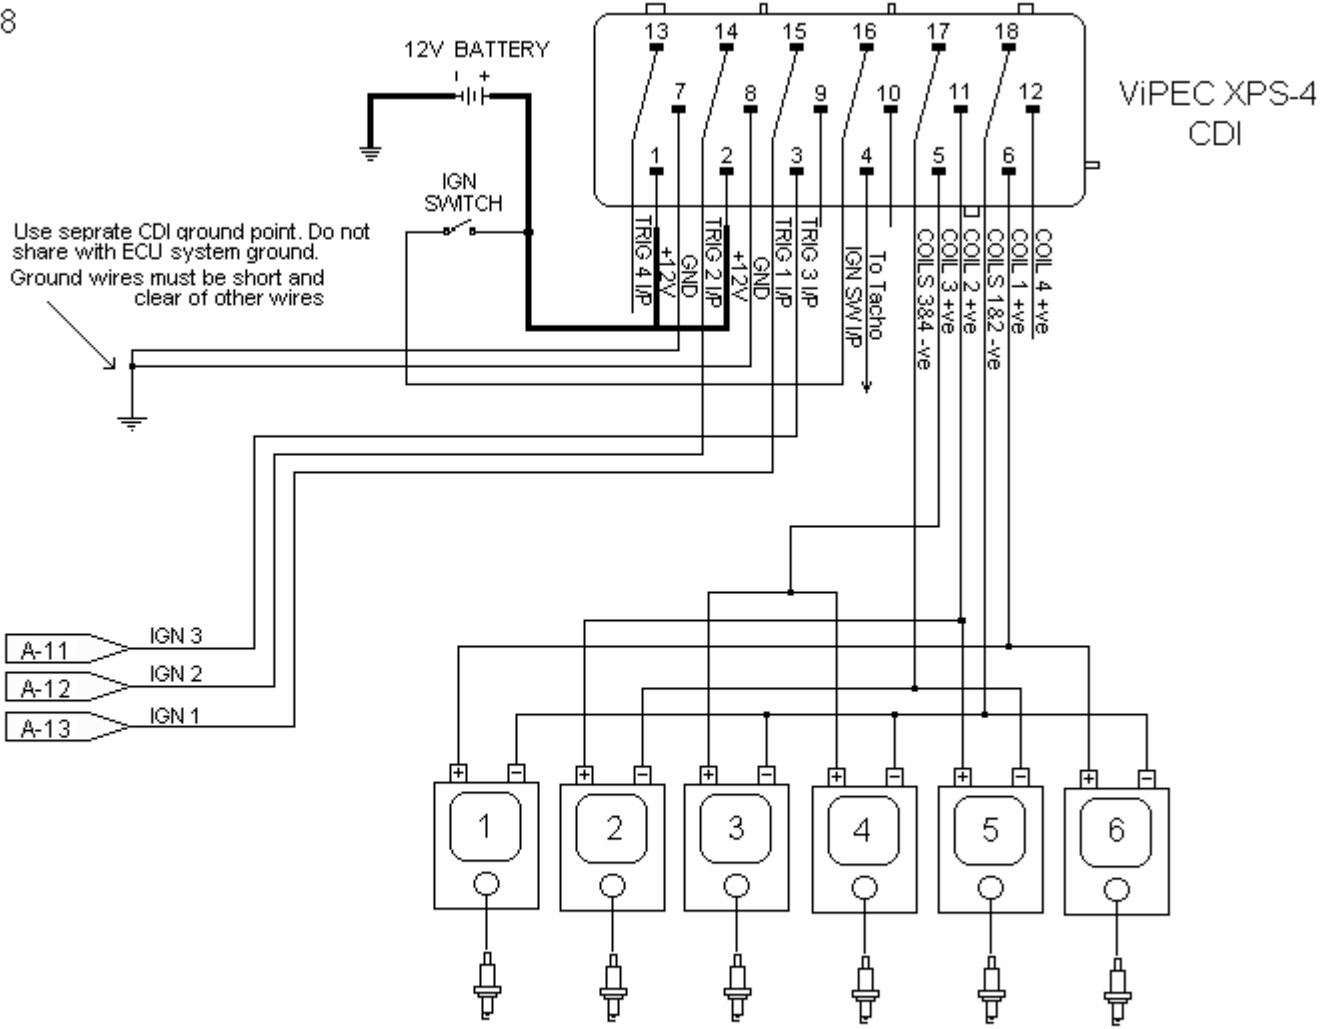 8
12V BATTERY
- +
ViPEC XPS-4
CDI
13 14 15 16 17 18
7 8 9 10 11 12
1 2 3 4 5 6
IGN
SWITCH
Use seprate CDI ground point. Do not
share with ECU system ground.
Ground wires must be short and
clear of other wires
TRIG 4 I/P
+12V
GND
TRIG 2 I/P
+12V
GND
TRIG 1 I/P
TRIG 3 I/P
IGN SW I/P
To Tacho
COILS 3&4 -ve
COIL 3 +ve
COIL 2 +ve
COILS 1&2 -ve
COIL 1 +ve
COIL 4 +ve
A-11 IGN 3
A-12 IGN 2
A-13 IGN 1
+ - + - + - + - + - + -
1 2 3 4 5 6